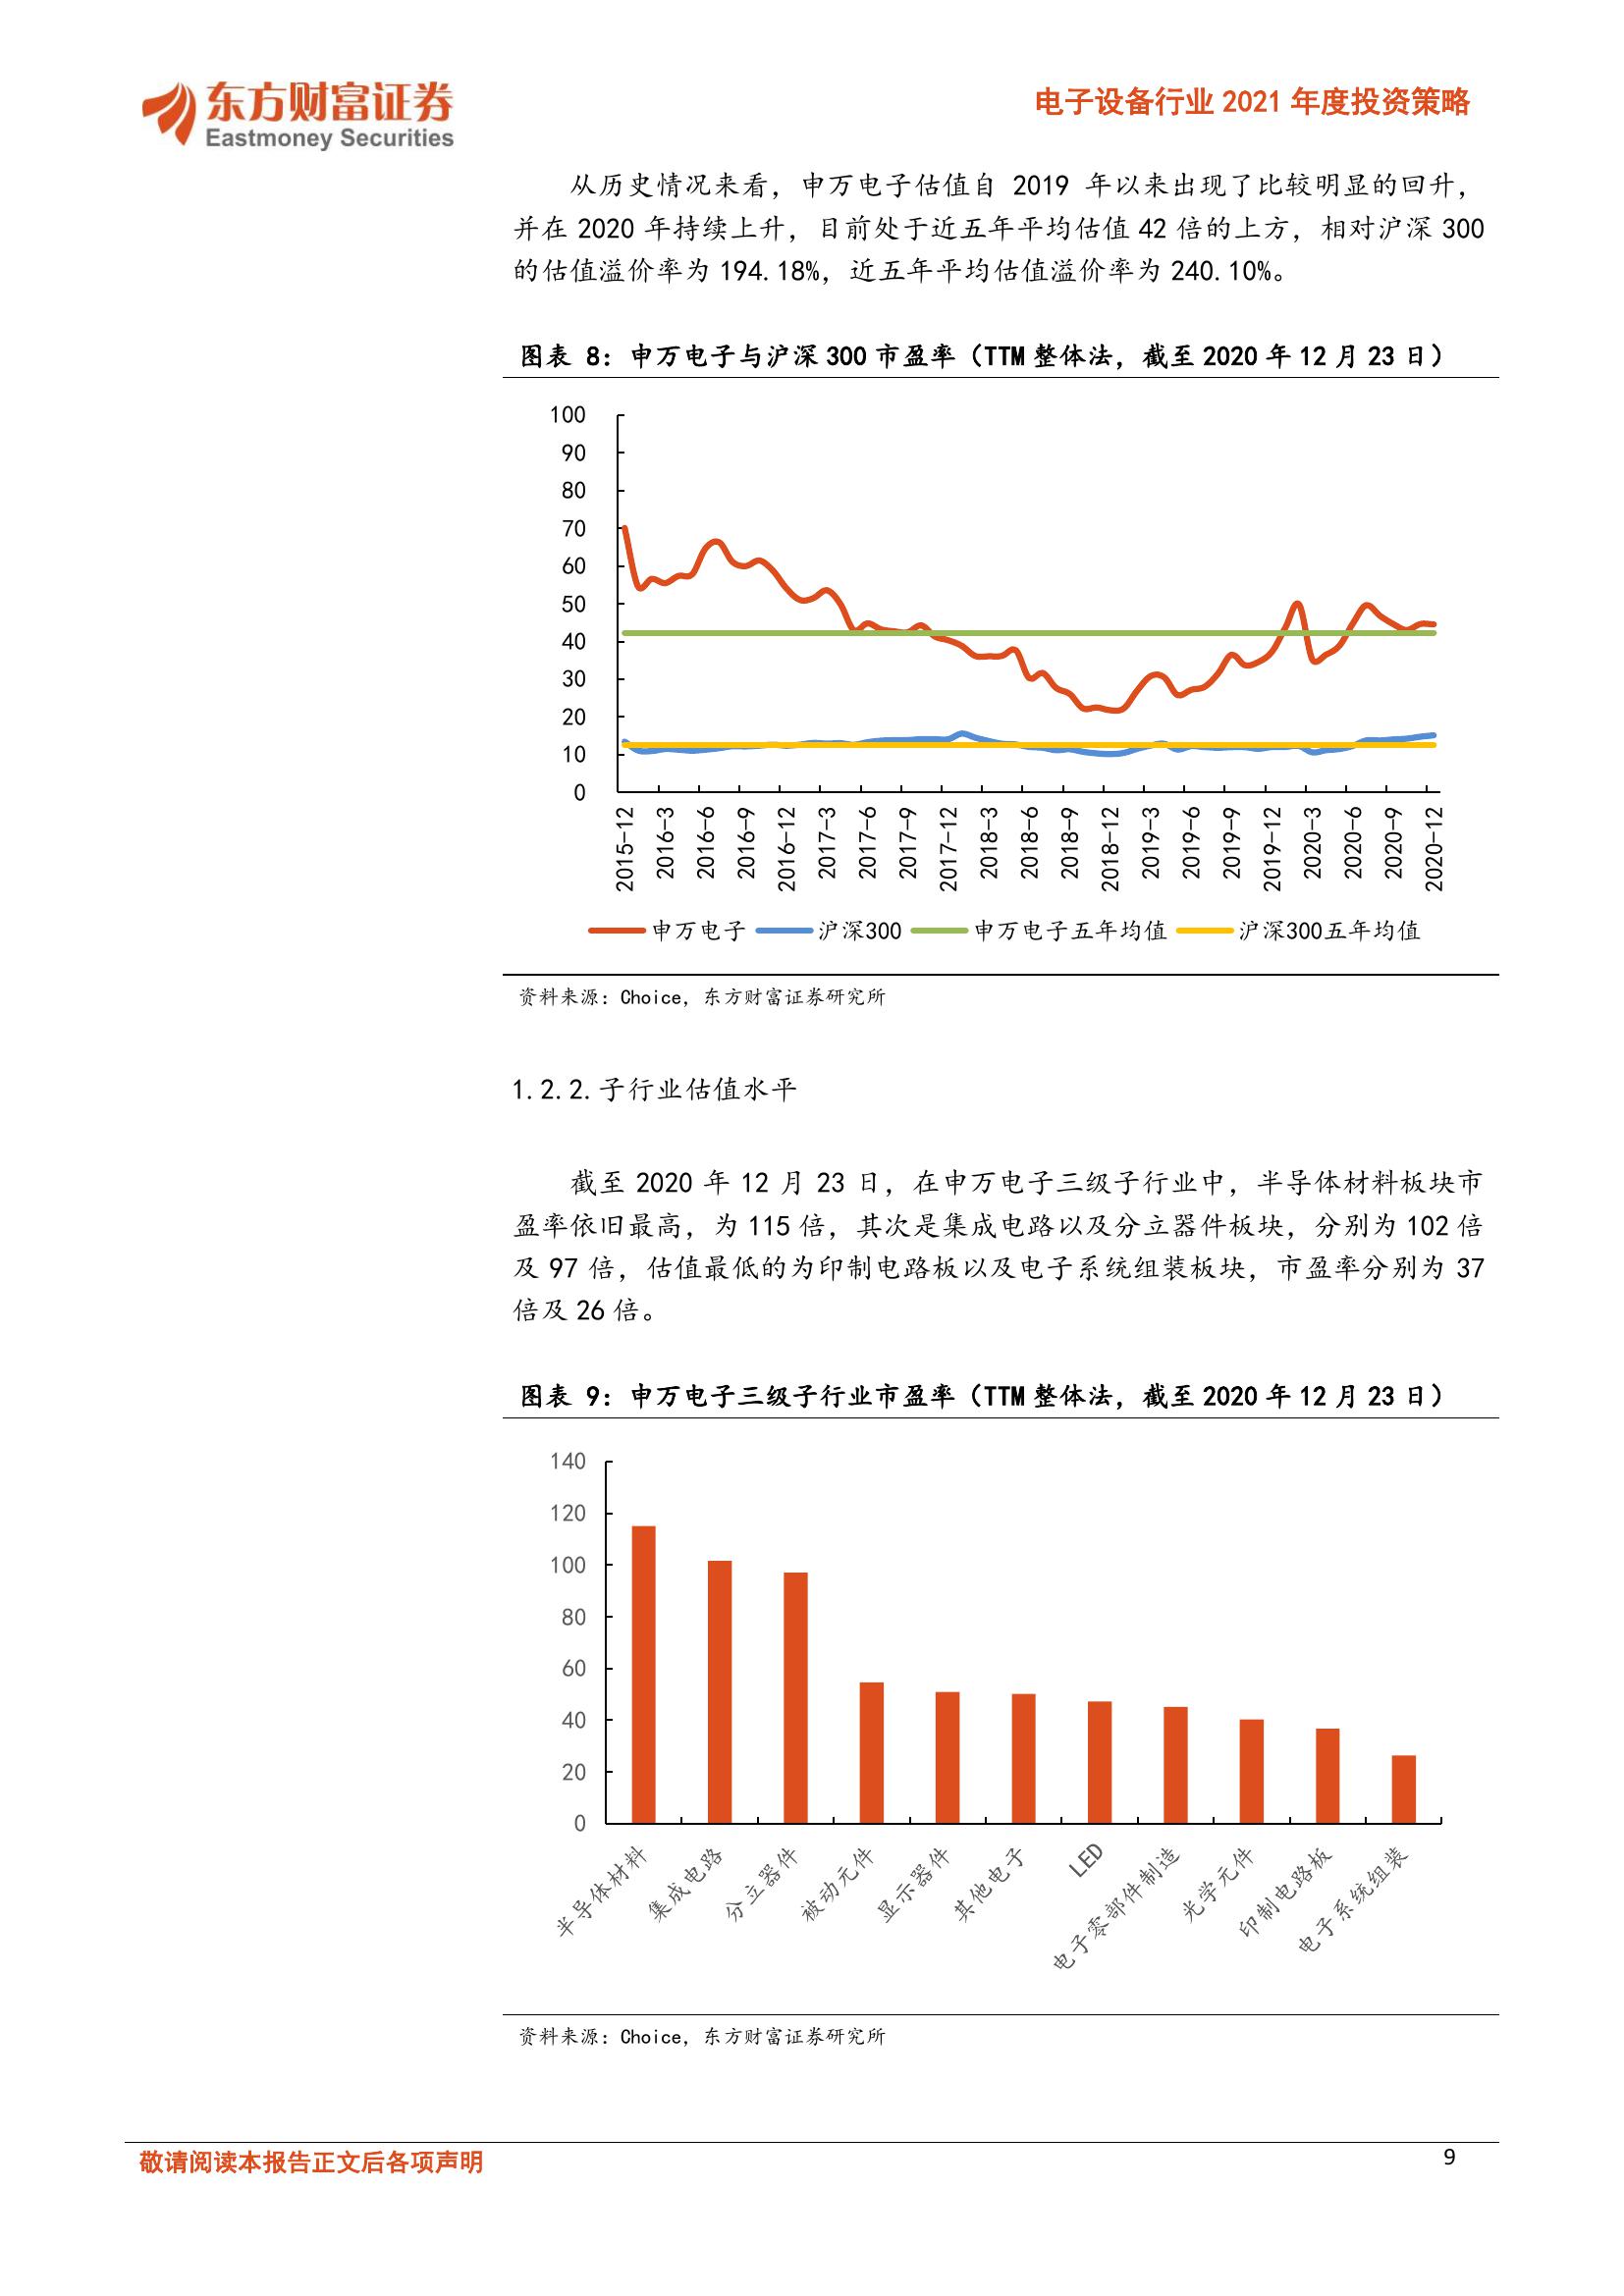 东方财富证券
Eastmoney Securities
电子设备行业 2021 年度投资策略
从历史情况来看，申万电子估值自 2019 年以来出现了比较明显的回升，
并在 2020 年持续上升，目前处于近五年平均估值 42 倍的上方，相对沪深 300
的估值溢价率为 194.18%，近五年平均估值溢价率为 240.10%。
图表 8：申万电子与沪深 300 市盈率（TTM 整体法，截至 2020 年 12 月 23 日）
100
90
80
70
60
50
40
30
20
10
0
2015-12 2016-3 2016-6 2016-9 2016-12 2017-3 2017-6 2017-9 2017-12 2018-3 2018-6 2018-9 2018-12 2019-3 2019-6 2019-9 2019-12 2020-3 2020-6 2020-9 2020-12
申万电子 沪深300 申万电子五年均值 沪深300五年均值
资料来源：Choice，东方财富证券研究所
1.2.2.子行业估值水平
截至 2020 年 12 月 23 日，在申万电子三级子行业中，半导体材料板块市
盈率依旧最高，为 115 倍，其次是集成电路以及分立器件板块，分别为 102 倍
及 97 倍，估值最低的为印制电路板以及电子系统组装板块，市盈率分别为 37
倍及 26 倍。
图表 9：申万电子三级子行业市盈率（TTM 整体法，截至 2020 年 12 月 23 日）
140
120
100
80
60
40
20
0
半导体材料 集成电路 分立器件 被动元件 显示器件 其他电子 LED 电子零部件制造 光学元件 印制电路板 电子系统组装
资料来源：Choice，东方财富证券研究所
敬请阅读本报告正文后各项声明
9